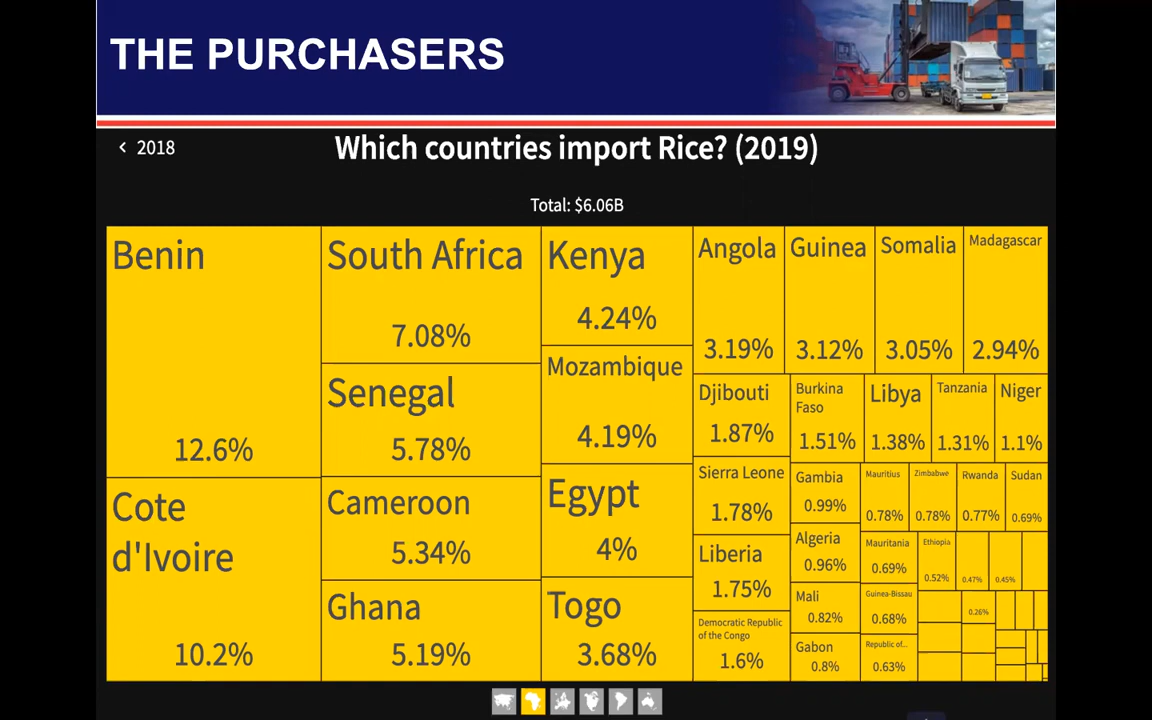 THE PURCHASERS
< 2018
Which countries import Rice? (2019)
Total: $6.06B
Benin
12.6%
Cote
d'Ivoire
10.2%
South Africa
7.08%
Senegal
5.78%
Cameroon
5.34%
Ghana
5.19%
Kenya
4.24%
Mozambique
4.19%
Egypt
4%
Togo
3.68%
Angola
3.19%
Guinea
3.12%
Somalia
3.05%
Madagascar
2.94%
Djibouti
1.87%
Sierra Leone
1.78%
Liberia
1.75%
Democratic Republic
of the Congo
1.6%
Burkina
Faso
1.51%
Libya
1.38%
Tanzania
1.31%
Niger
1.1%
Gambia
0.99%
Algeria
0.96%
Mali
0.82%
Gabon
0.8%
Mauritius
0.78%
Zimbabwe
0.78%
Rwanda
0.77%
Sudan
0.69%
Mauritania
0.69%
Guinea-Bissau
0.68%
Republic of...
0.63%
Ethiopia
0.52%
0.47%
0.45%
0.26%